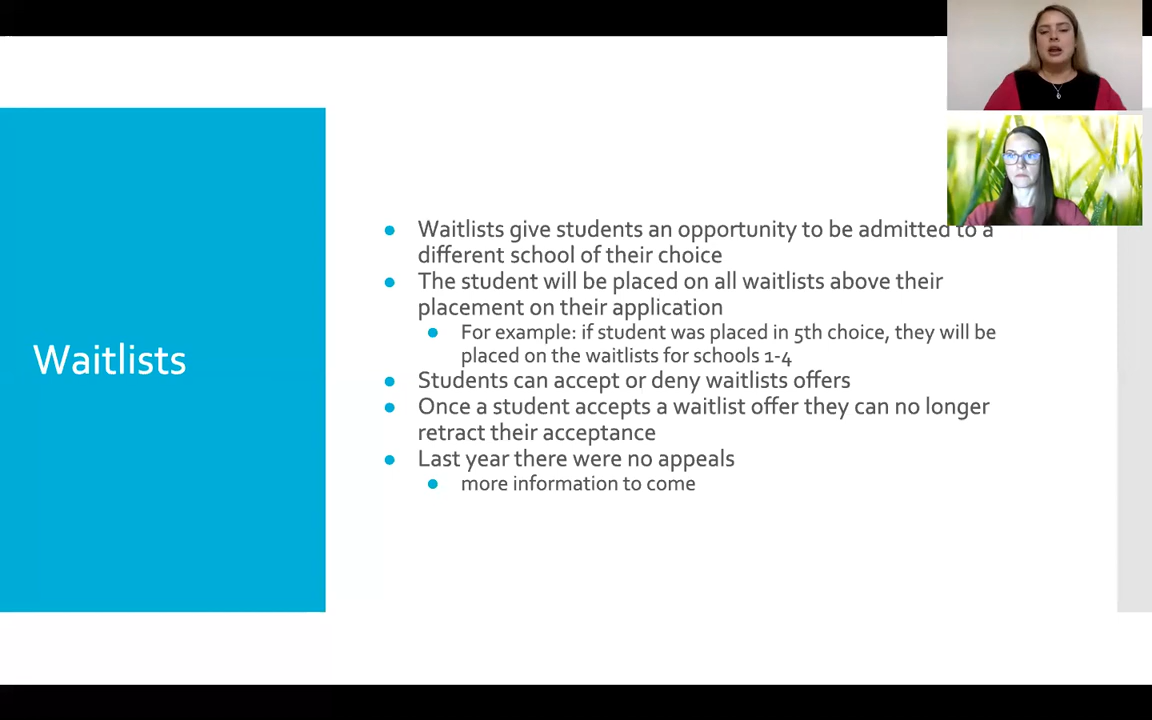 Waitlists
Waitlists give students an opportunity to be admitted to a
different school of their choice
The student will be placed on all waitlists above their
placement on their application
For example: if student was placed in 5th choice, they will be
placed on the waitlists for schools 1-4
Students can accept or deny waitlists offers
Once a student accepts a waitlist offer they can no longer
retract their acceptance
Last year there were no appeals
more information to come